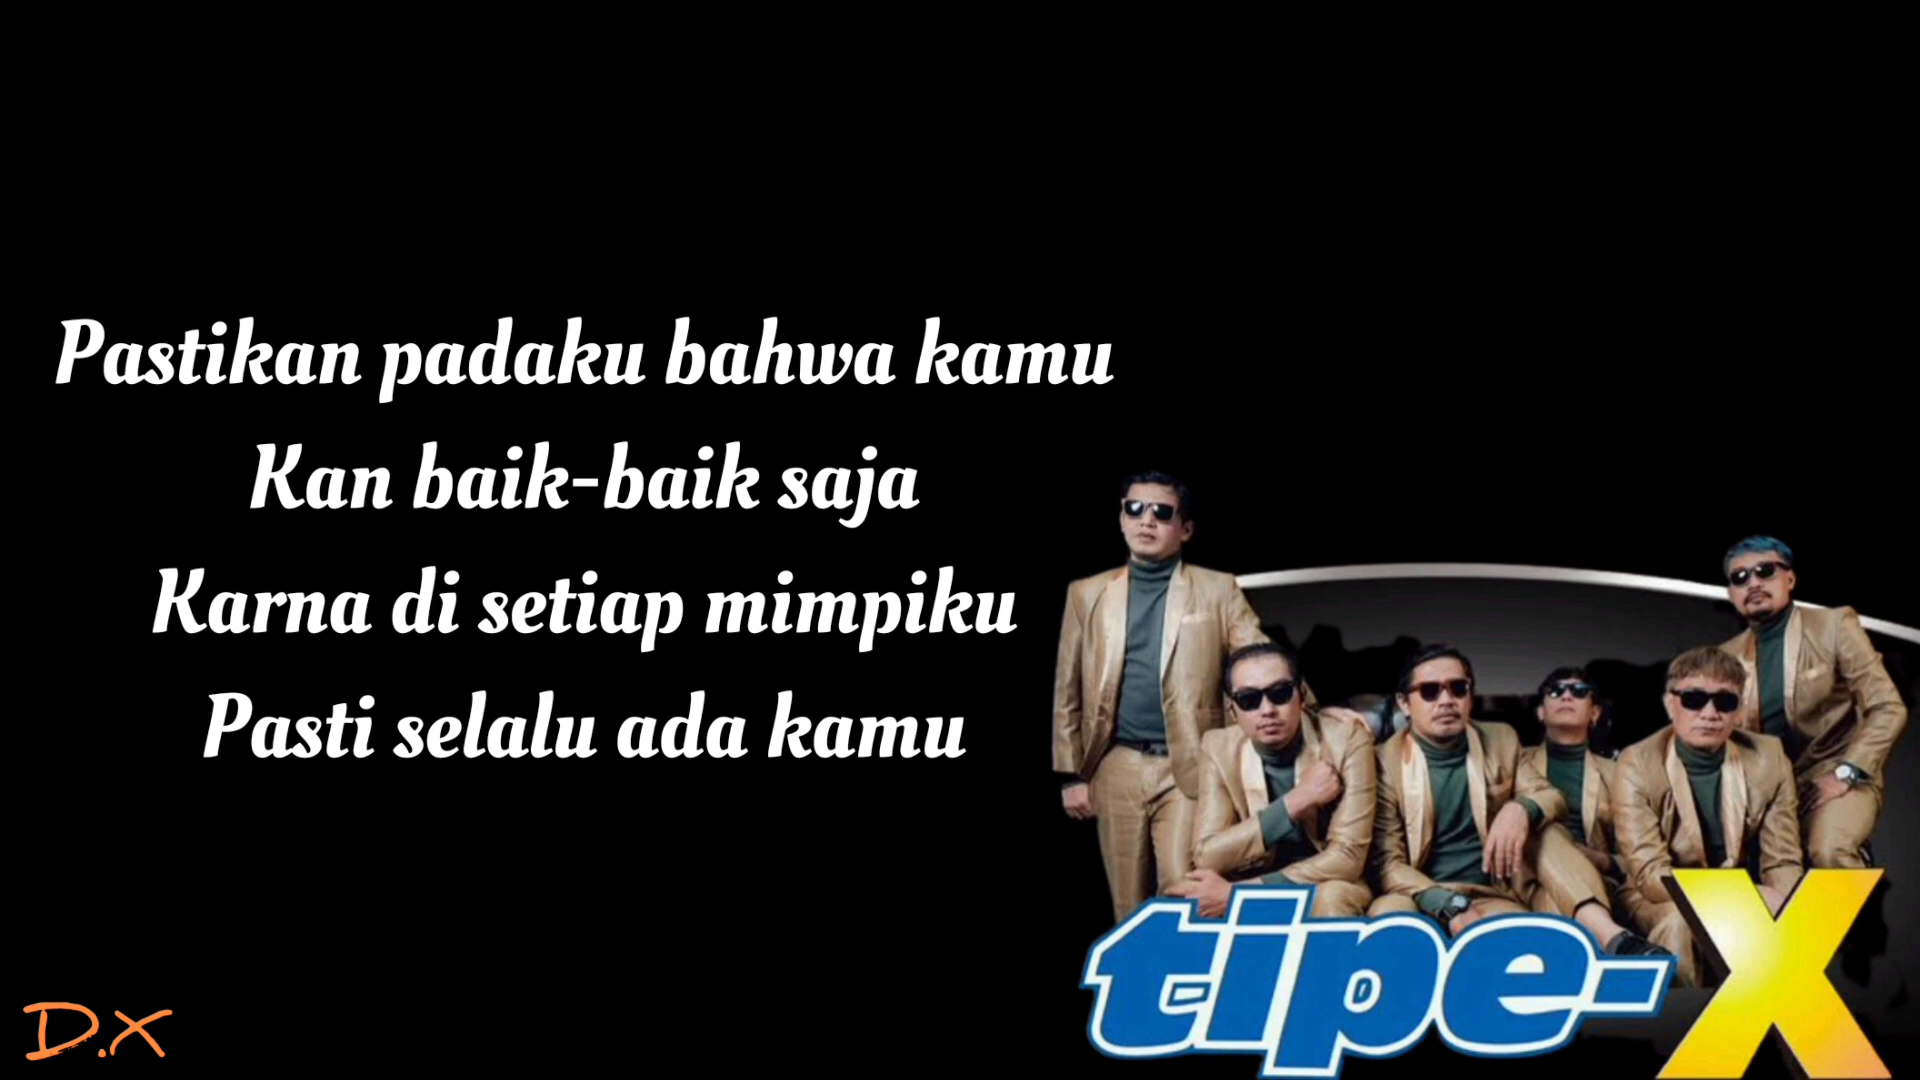 Pastikan padaku bahwa kamu
Kan baik-baik saja
Karna di setiap mimpiku
Pasti selalu ada kamu
tipe-X
D.X